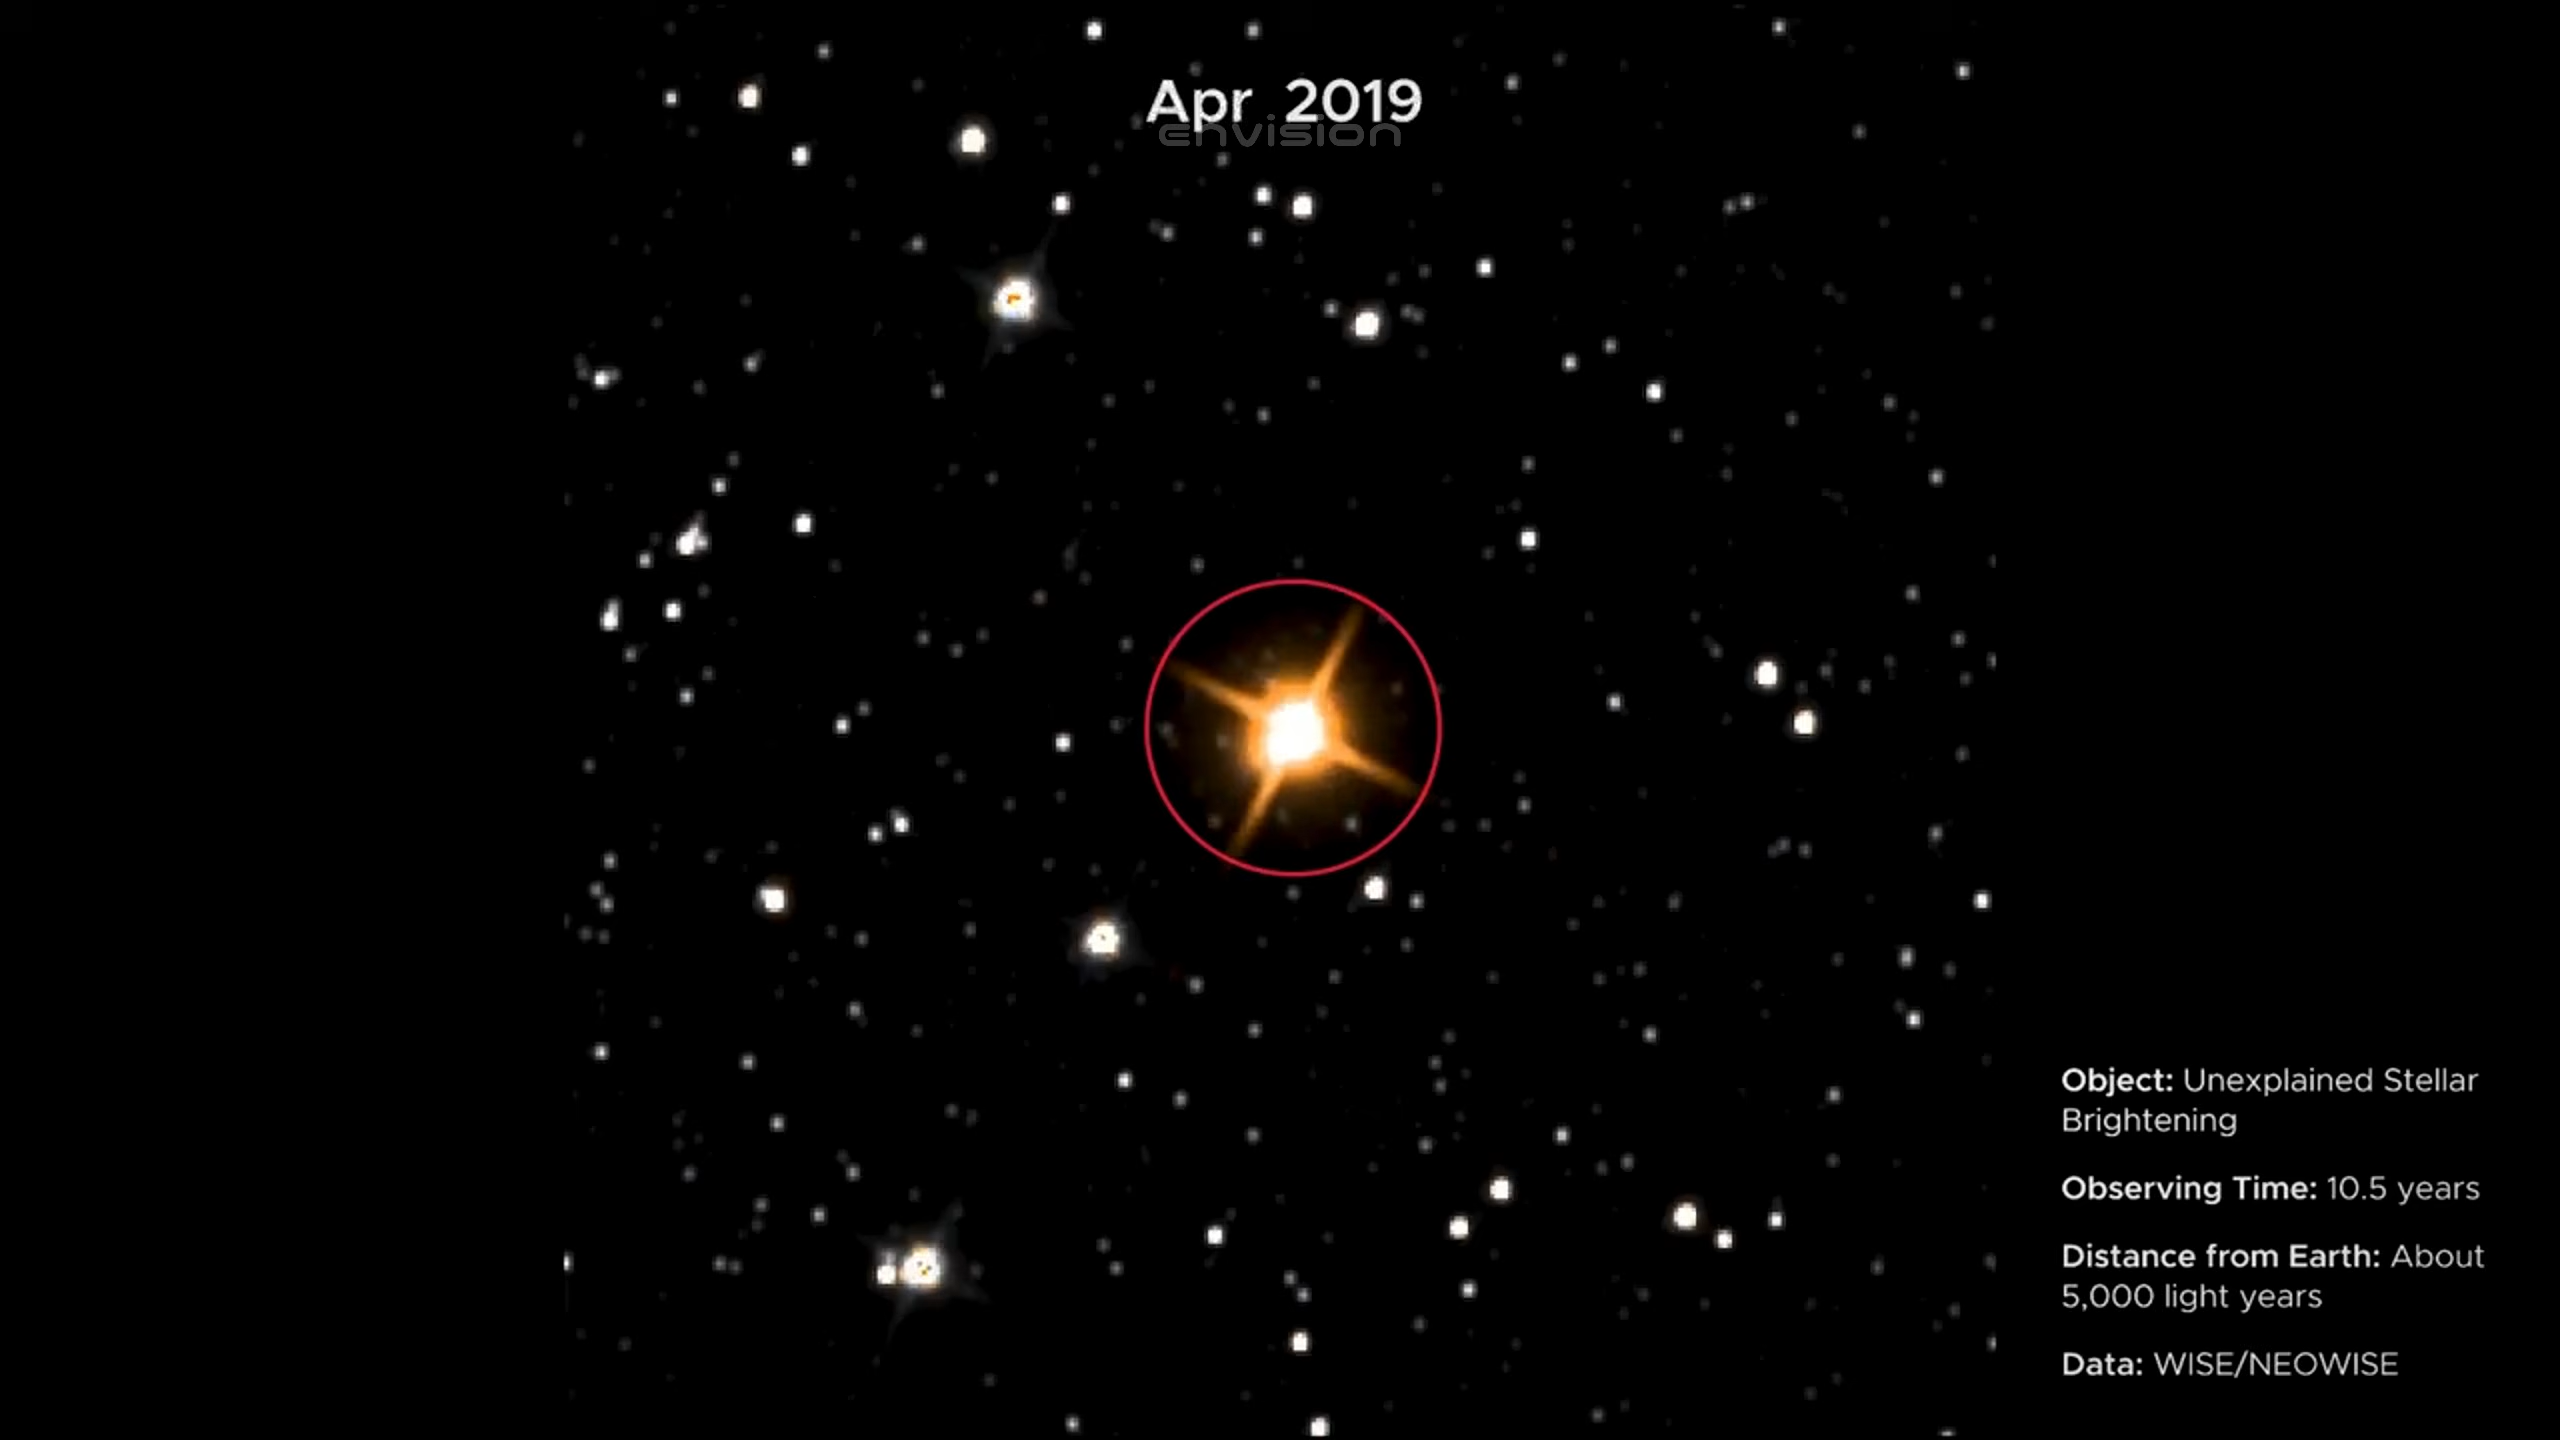 Apr 2019
envision
Object: Unexplained Stellar
Brightening
Observing Time: 10.5 years
Distance from Earth: About
5,000 light years
Data: WISE/NEOWISE